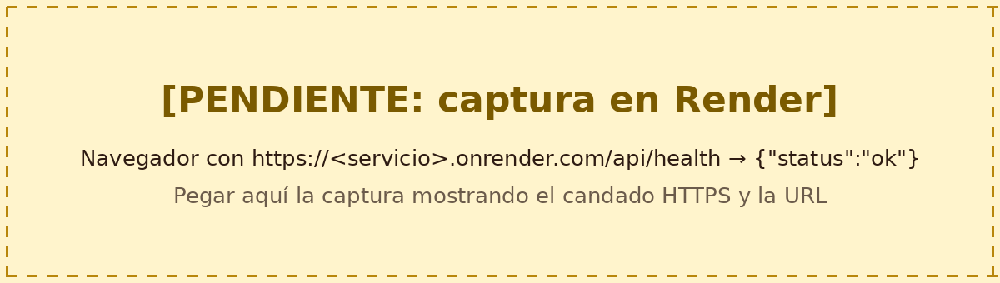 [PENDIENTE: captura en Render]
Navegador con https://<servicio>.onrender.com/api/health → {"status":"ok"}
Pegar aquí la captura mostrando el candado HTTPS y la URL